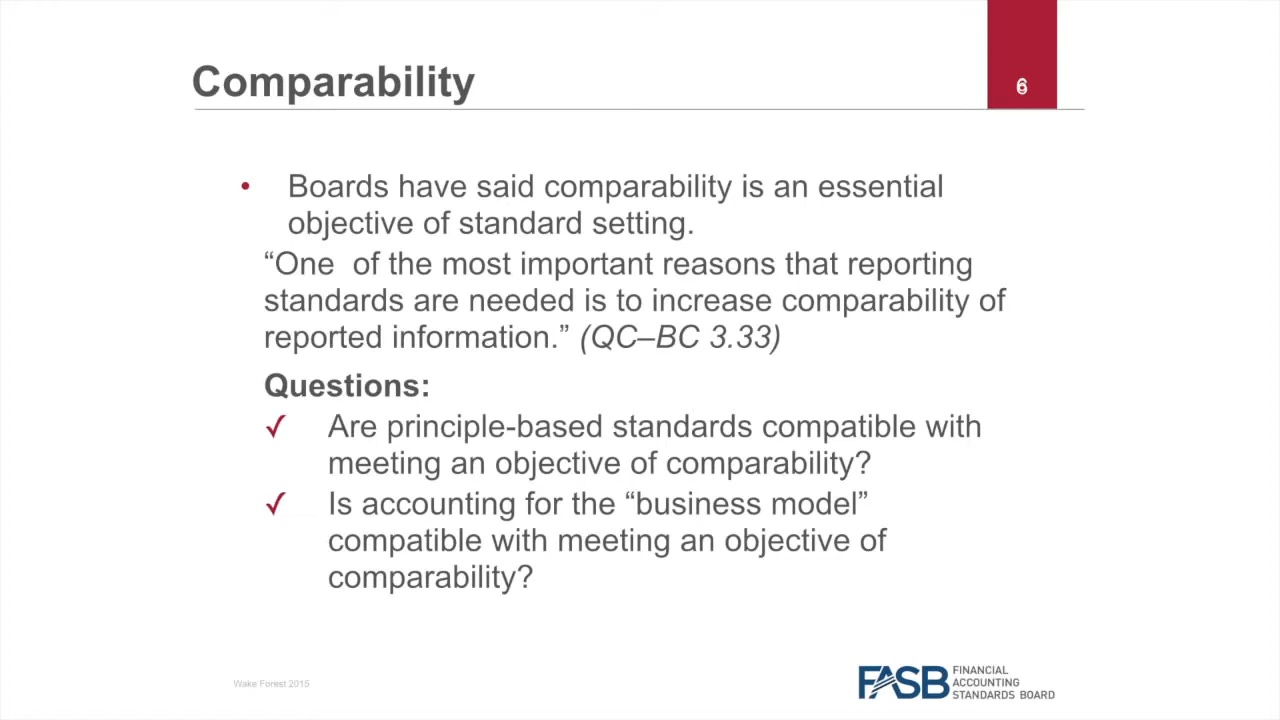 Comparability
6
• Boards have said comparability is an essential
objective of standard setting.
“One  of the most important reasons that reporting
standards are needed is to increase comparability of
reported information.” (QC–BC 3.33)
Questions:
✓ Are principle-based standards compatible with
meeting an objective of comparability?
✓ Is accounting for the “business model”
compatible with meeting an objective of
comparability?
Wake Forest 2015
FASB
FINANCIAL
ACCOUNTING
STANDARDS BOARD